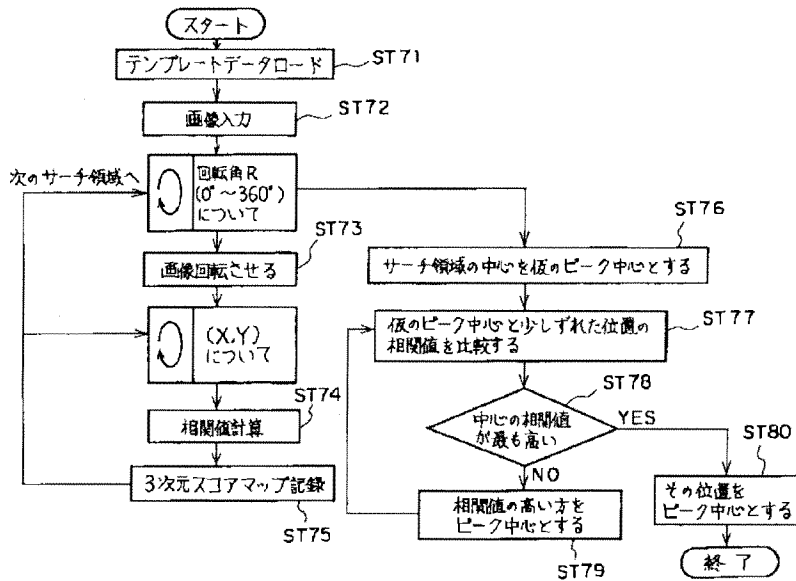 スタート
テンプレートデータロード
ST71
画像入力
ST72
次のサーチ領域へ
回転角R
(0°~360°)
について
ST73
画像回転させる
(X,Y)
について
ST74
相関値計算
3次元スコアマップ記録
ST75
ST76
サーチ領域の中心を仮のピーク中心とする
仮のピーク中心と少しずれた位置の
相関値を比較する
ST77
ST78
中心の相関値
が最も高い
YES
NO
相関値の高い方を
ピーク中心とする
ST79
ST80
その位置を
ピーク中心とする
終了